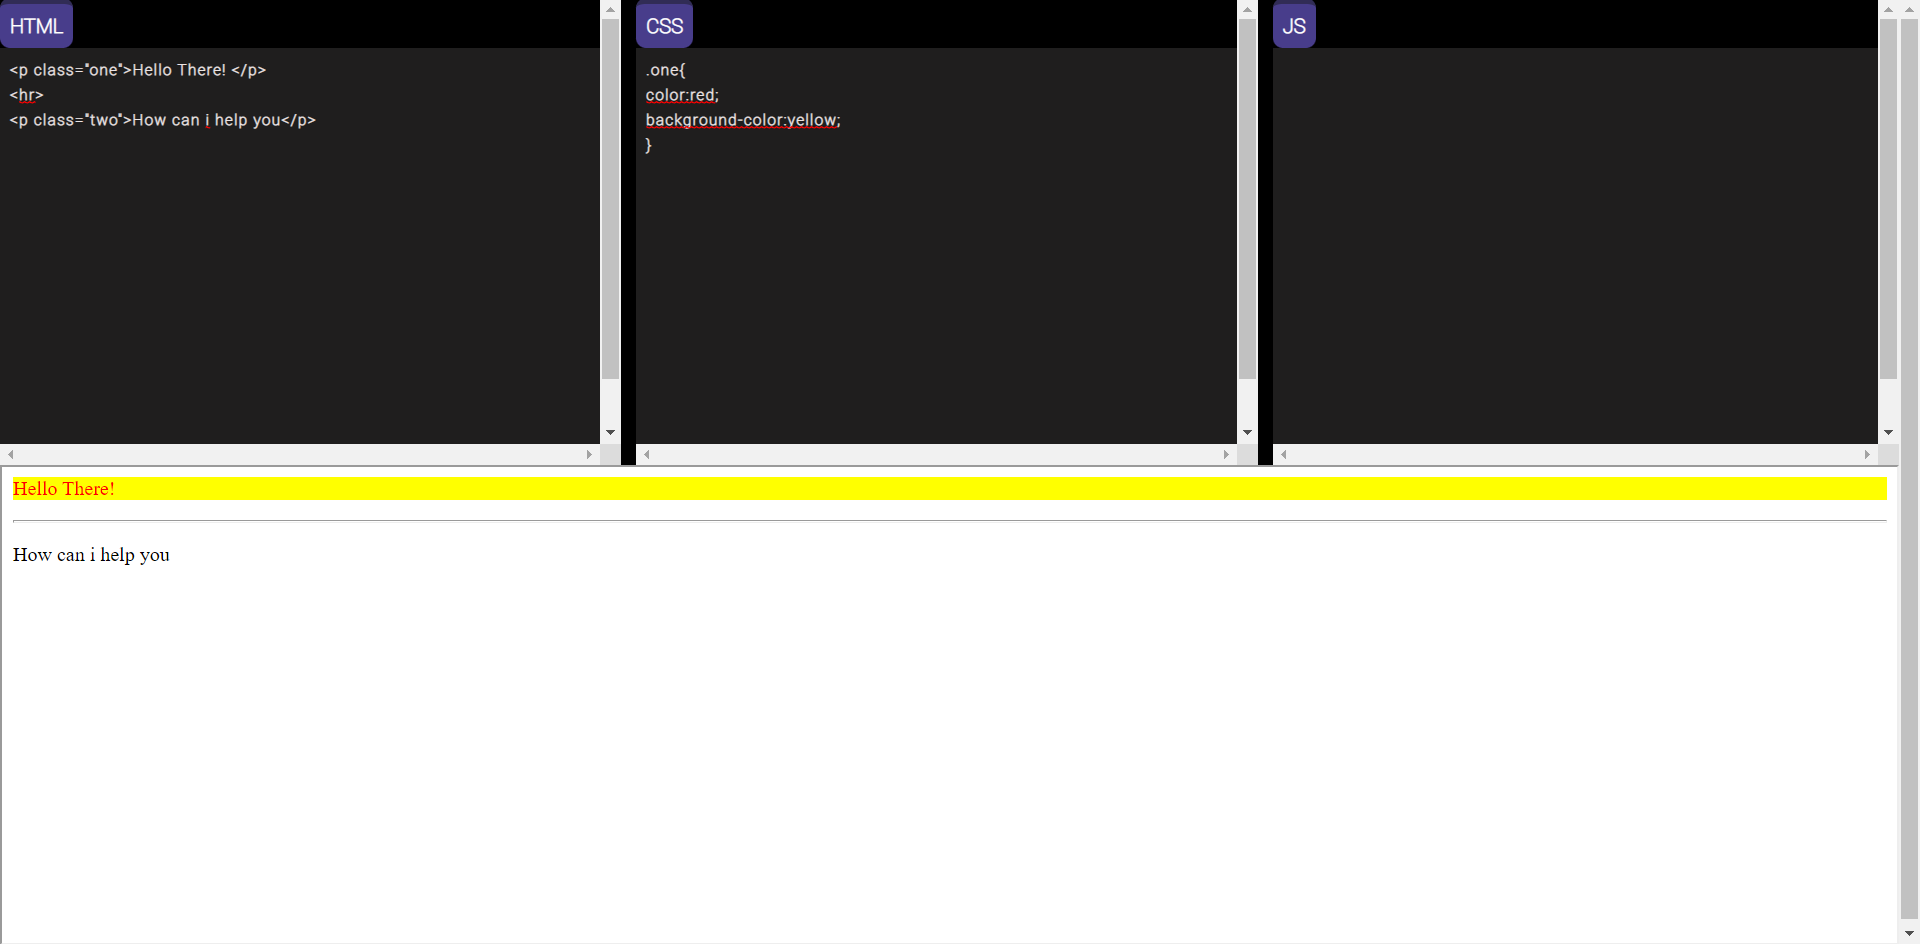 HTML
<p class="one">Hello There! </p>
<hr>
<p class="two">How can i help you</p>
CSS
.one{
color:red;
background-color:yellow;
}
JS
Hello There!
How can i help you